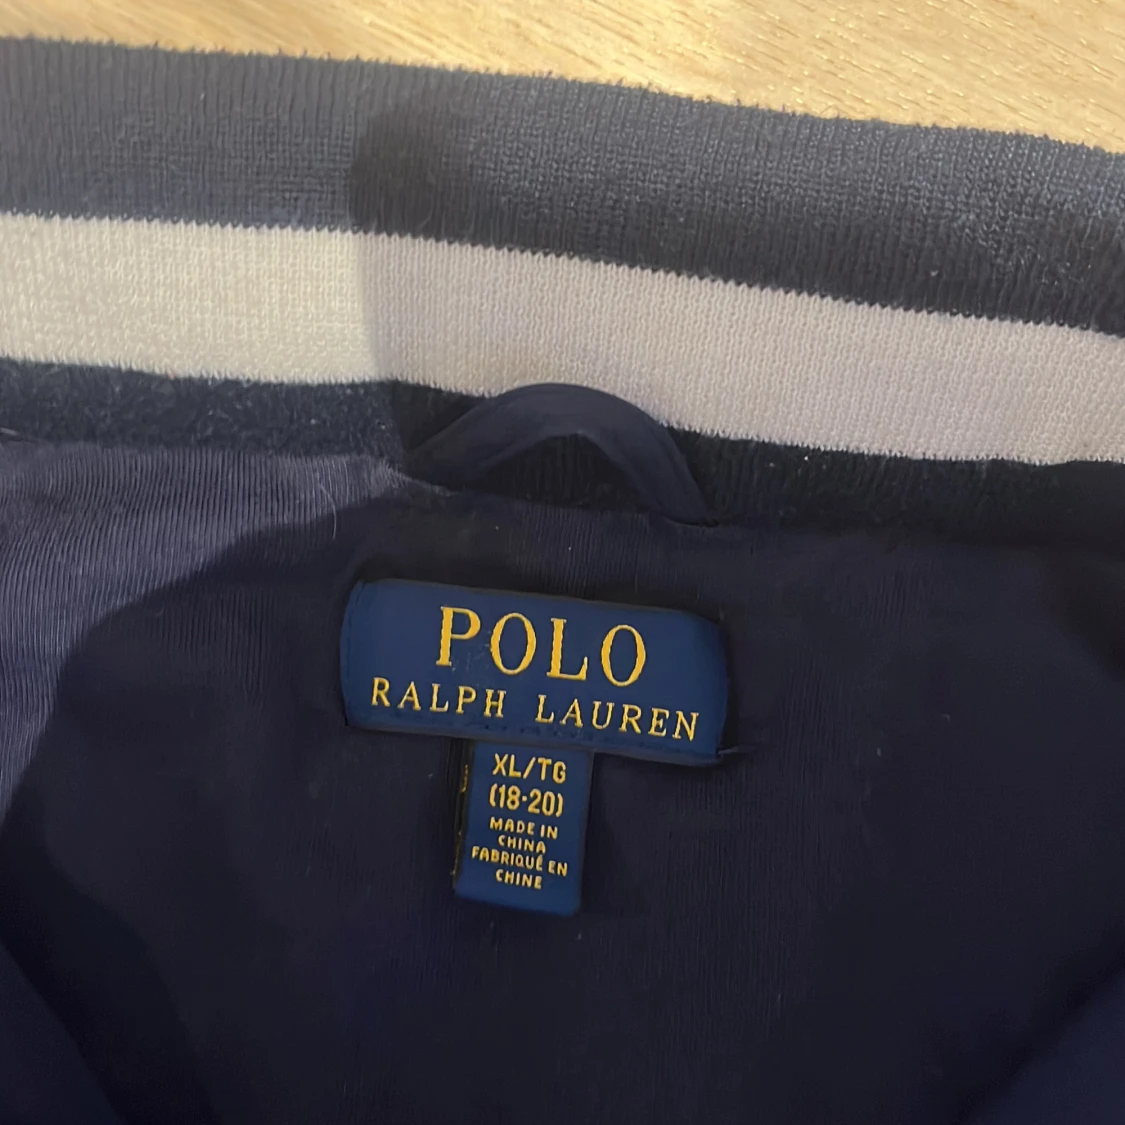 POLO
RALPH LAUREN
XL/TG
(18-20)
MADE IN
CHINA
FABRIQUÉ EN
CHINE